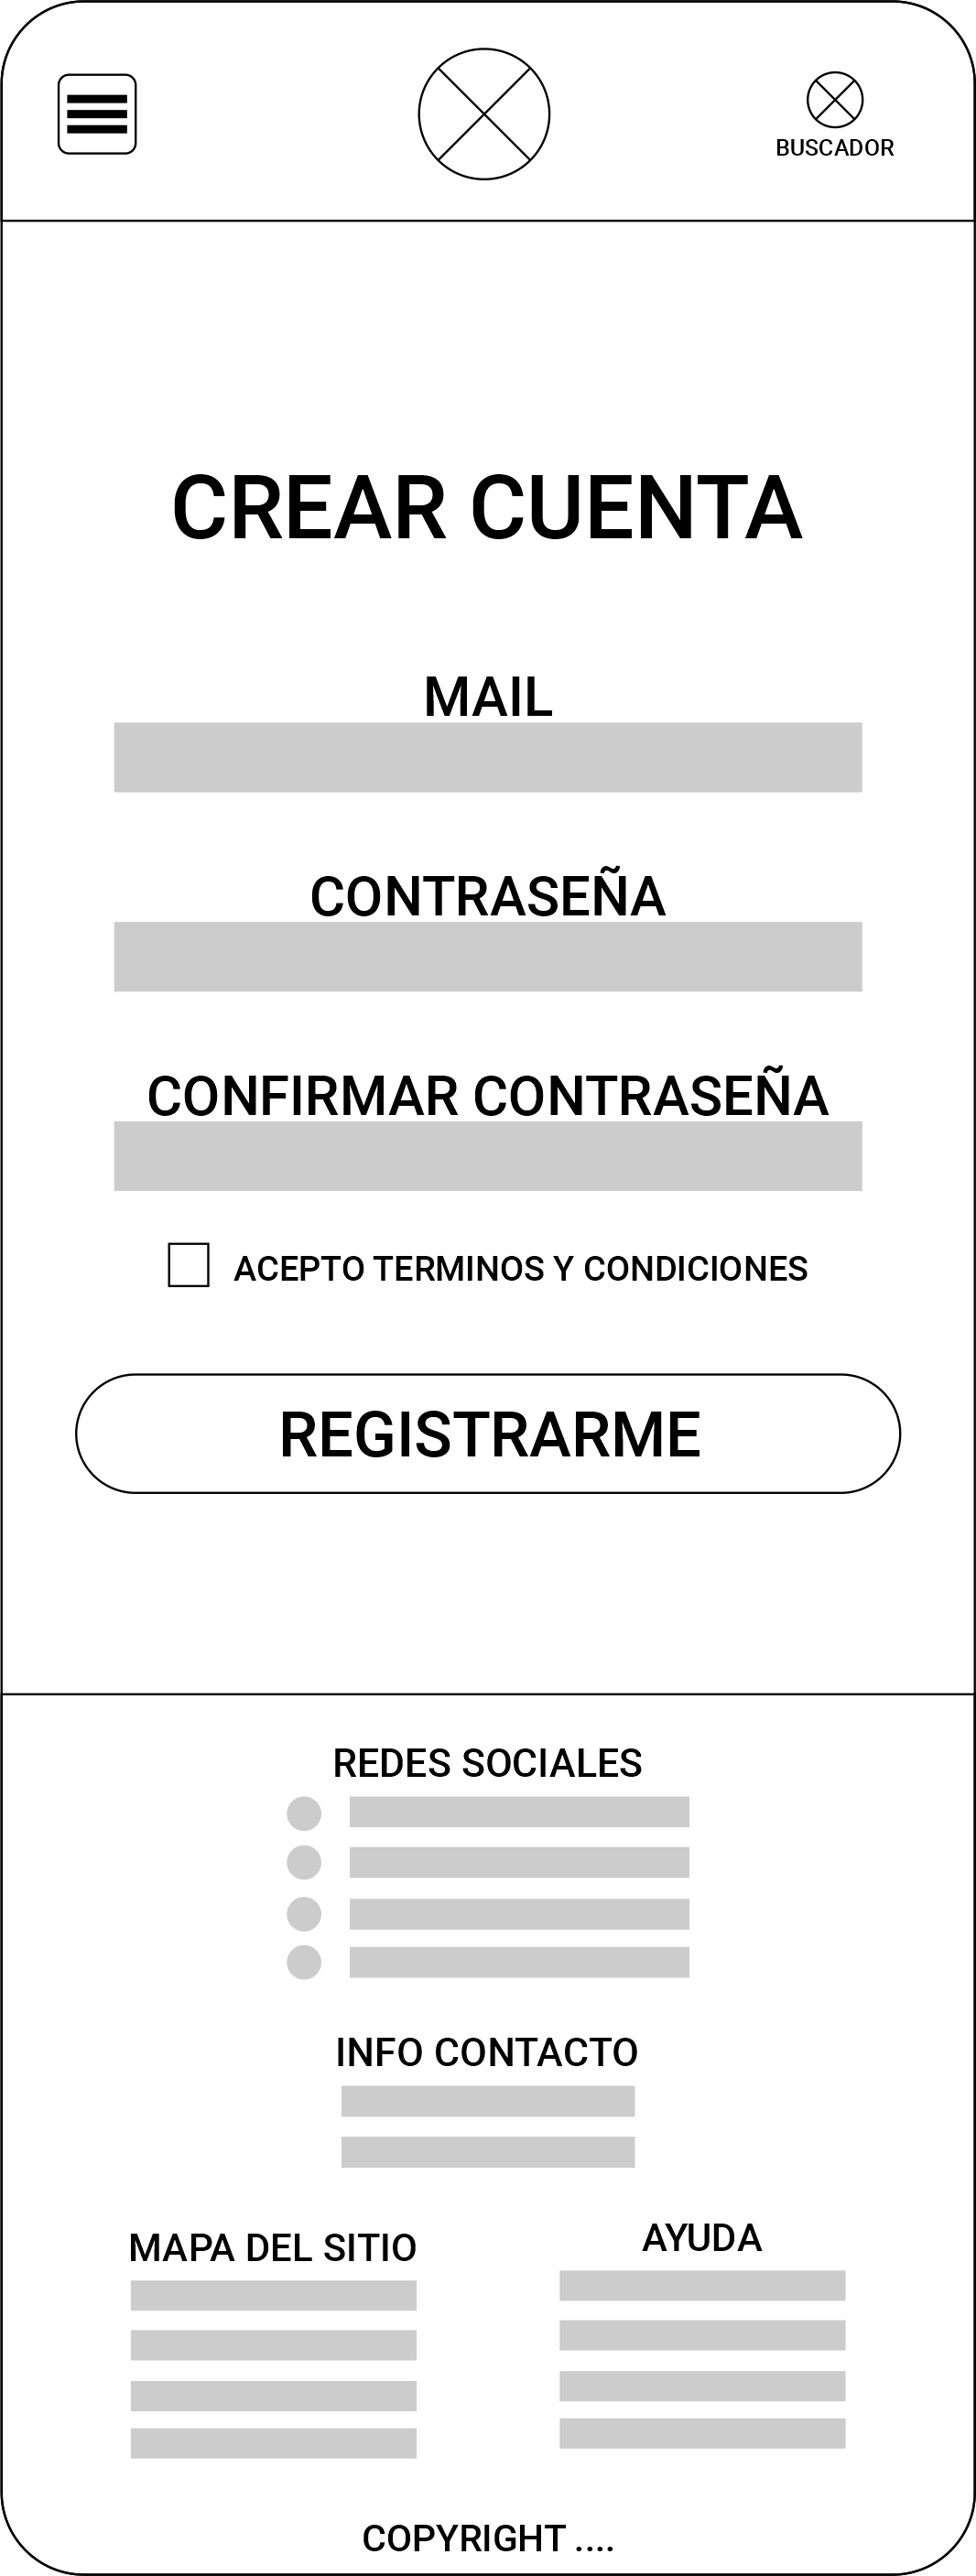 BUSCADOR
CREAR CUENTA
MAIL
CONTRASEÑA
CONFIRMAR CONTRASEÑA
ACEPTO TERMINOS Y CONDICIONES
REGISTRARME
REDES SOCIALES
INFO CONTACTO
MAPA DEL SITIO
AYUDA
COPYRIGHT ....